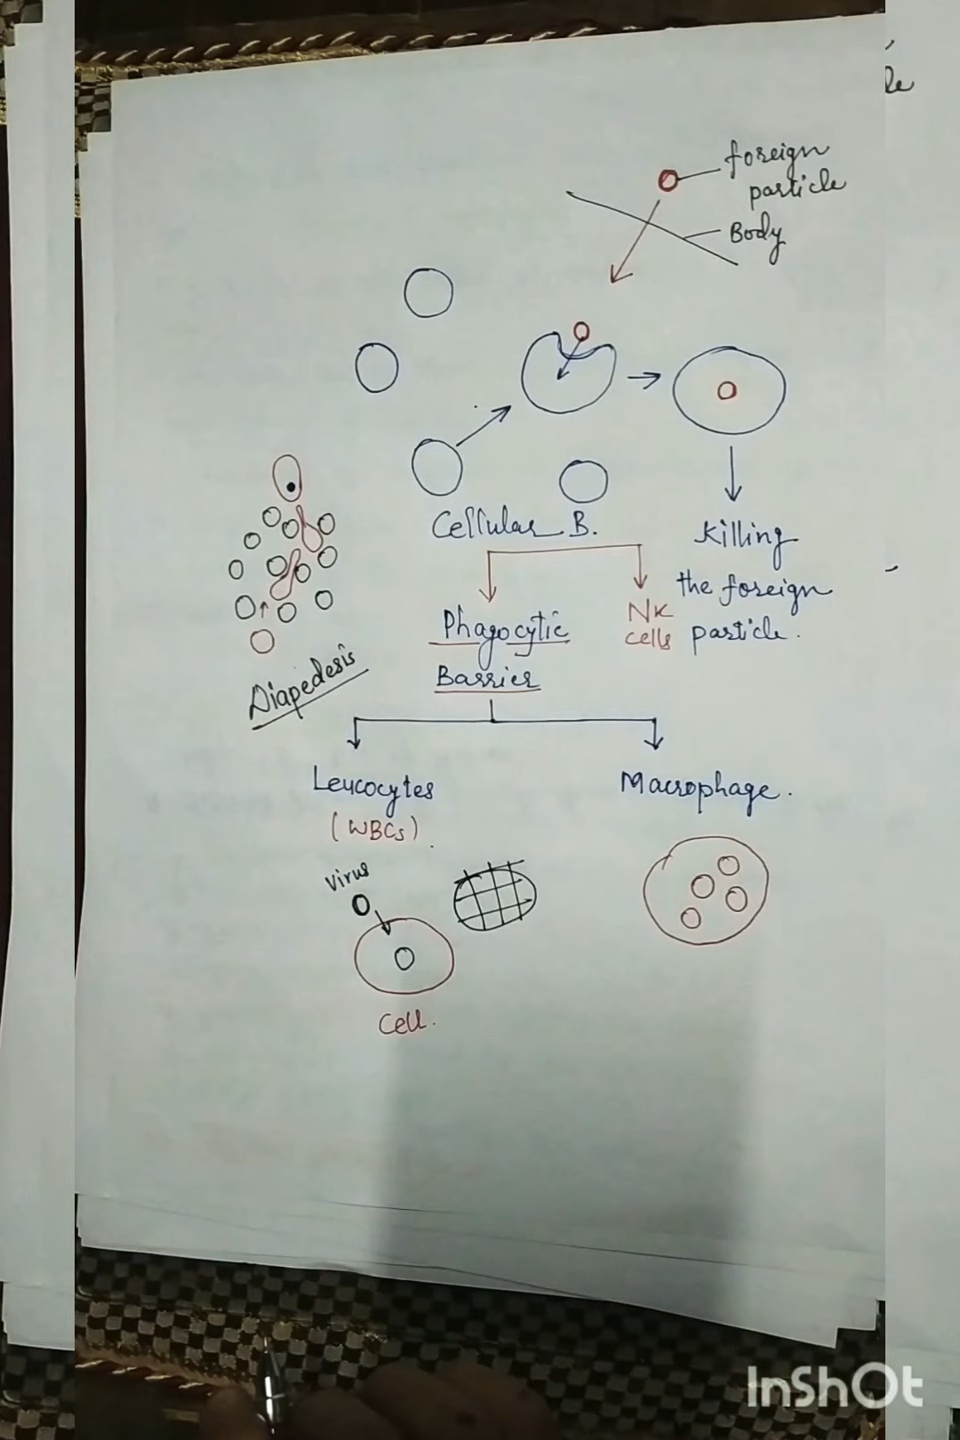 le
foreign
particle
Body
Cellular B.
Killing
the foreign
particle.
NK
cells
Phagocytic
Barrier
Diapedesis
Leucocytes
(WBCs).
Macrophage.
Virus
Cell.
InShOt